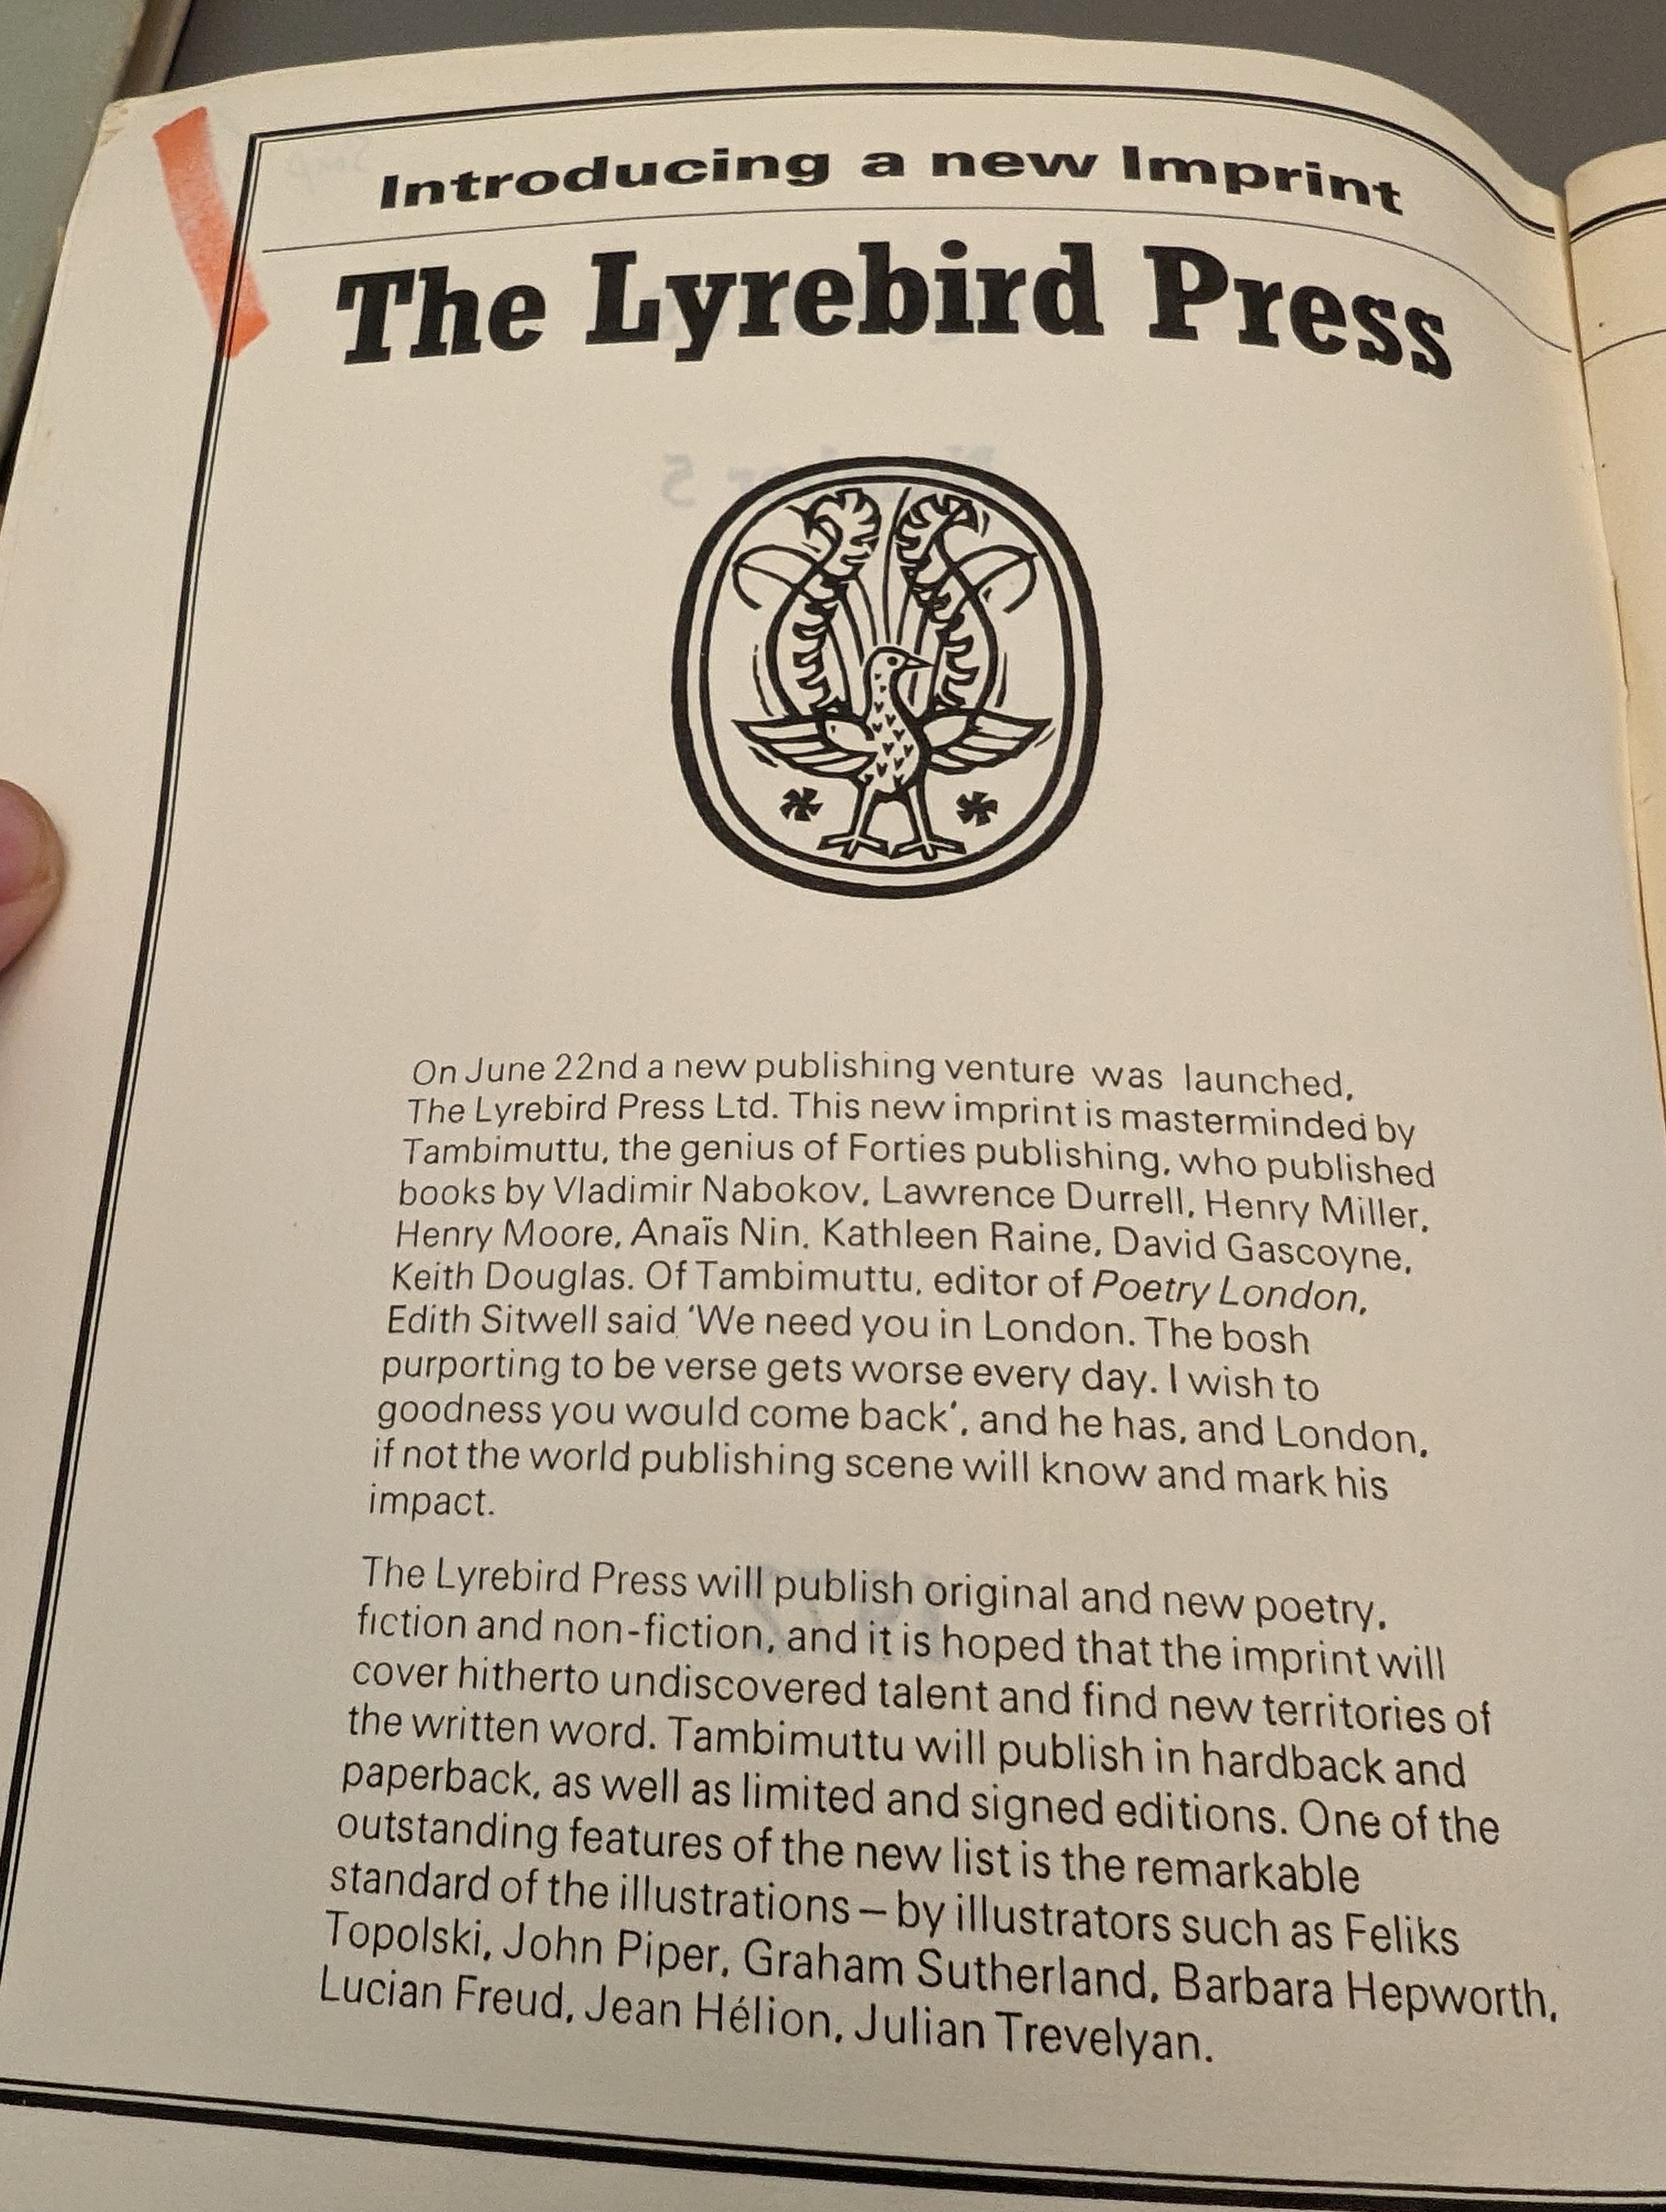 Introducing a new Imprint
The Lyrebird Press
On June 22nd a new publishing venture was launched,
The Lyrebird Press Ltd. This new imprint is masterminded by
Tambimuttu, the genius of Forties publishing, who published
books by Vladimir Nabokov, Lawrence Durrell, Henry Miller,
Henry Moore, Anaïs Nin, Kathleen Raine, David Gascoyne,
Keith Douglas. Of Tambimuttu, editor of Poetry London,
Edith Sitwell said ‘We need you in London. The bosh
purporting to be verse gets worse every day. I wish to
goodness you would come back’, and he has, and London,
if not the world publishing scene will know and mark his
impact.
The Lyrebird Press will publish original and new poetry,
fiction and non-fiction, and it is hoped that the imprint will
cover hitherto undiscovered talent and find new territories of
the written word. Tambimuttu will publish in hardback and
paperback, as well as limited and signed editions. One of the
outstanding features of the new list is the remarkable
standard of the illustrations – by illustrators such as Feliks
Topolski, John Piper, Graham Sutherland, Barbara Hepworth,
Lucian Freud, Jean Hélion, Julian Trevelyan.